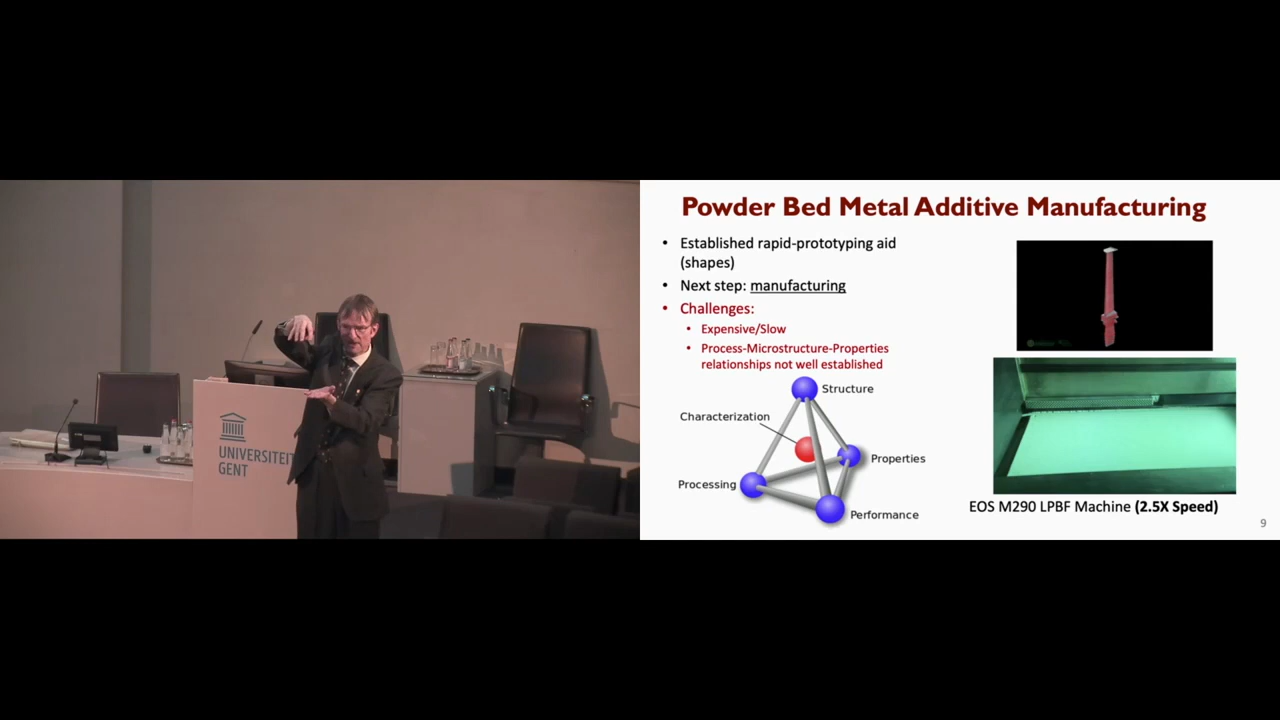 UNIVERSITEIT
GENT
Powder Bed Metal Additive Manufacturing
• Established rapid-prototyping aid
(shapes)
• Next step: manufacturing
• Challenges:
• Expensive/Slow
• Process-Microstructure-Properties
relationships not well established
Structure
Characterization
Properties
Processing
Performance
EOS M290 LPBF Machine (2.5X Speed)
9